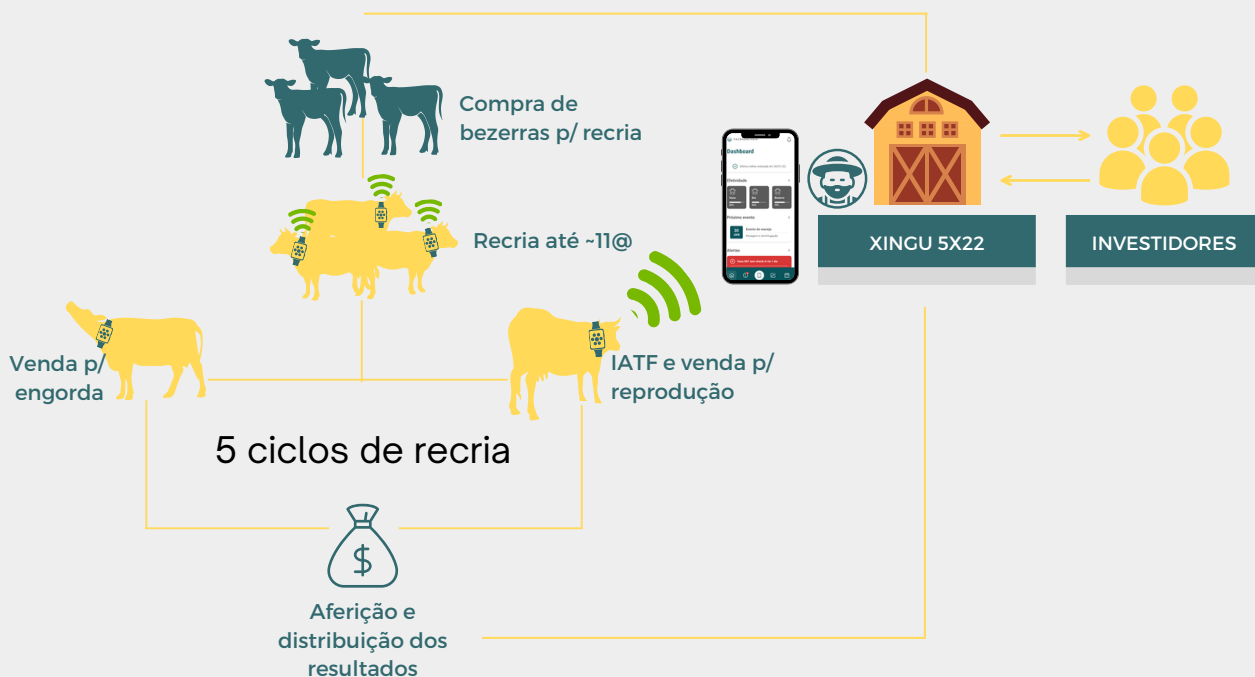 Compra de
bezerras p/ recria
Dashboard
Recria até ~11@
XINGU 5X22
INVESTIDORES
Venda p/
engorda
IATF e venda p/
reprodução
5 ciclos de recria
$
Aferição e
distribuição dos
resultados